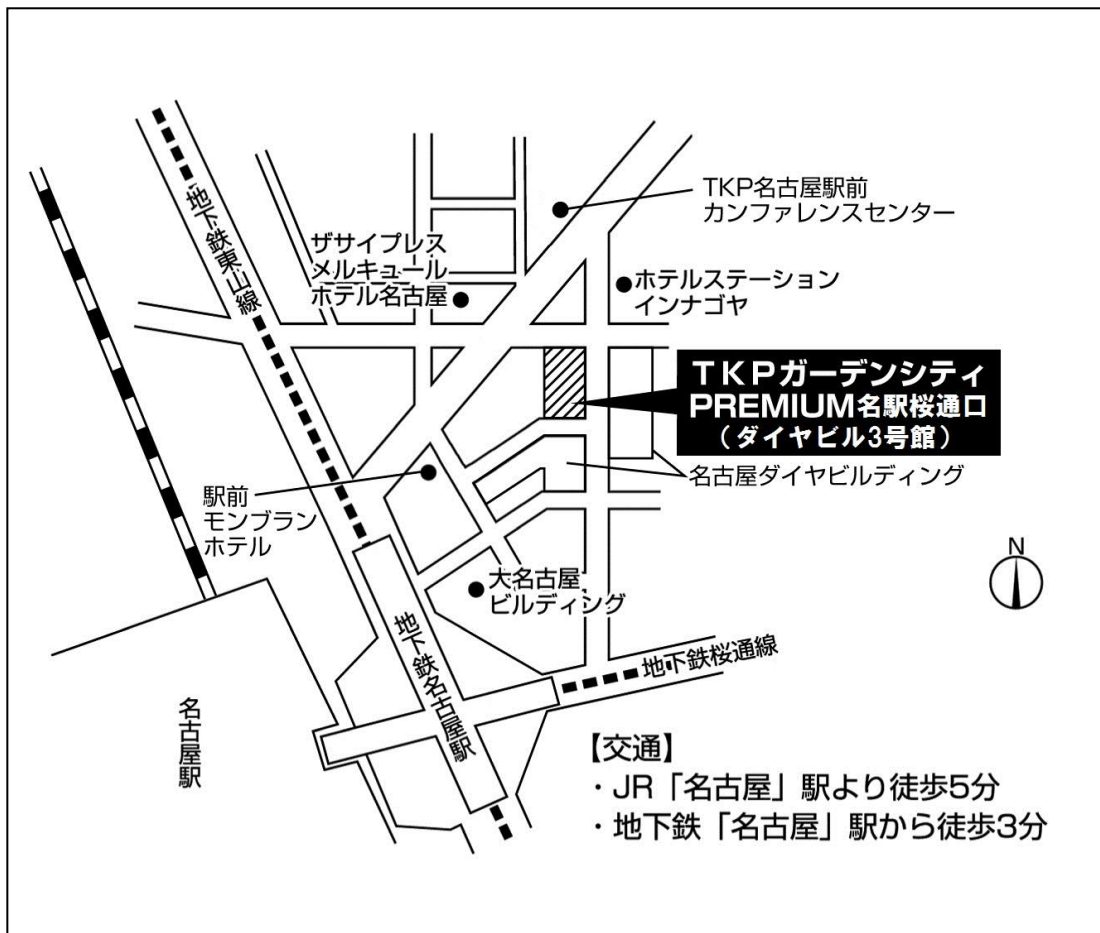 TKP名古屋駅前
カンファレンスセンター
地下鉄東山線
ザサイプレス
メルキュール
ホテル名古屋
ホテルステーション
インナゴヤ
TKPガーデンシティ
PREMIUM名駅桜通口
(ダイヤビル3号館)
名古屋ダイヤビルディング
駅前
モンブラン
ホテル
N
大名古屋
ビルディング
地下鉄名古屋駅
地下鉄桜通線
名古屋駅
【交通】
・JR「名古屋」駅より徒歩5分
・地下鉄「名古屋」駅から徒歩3分